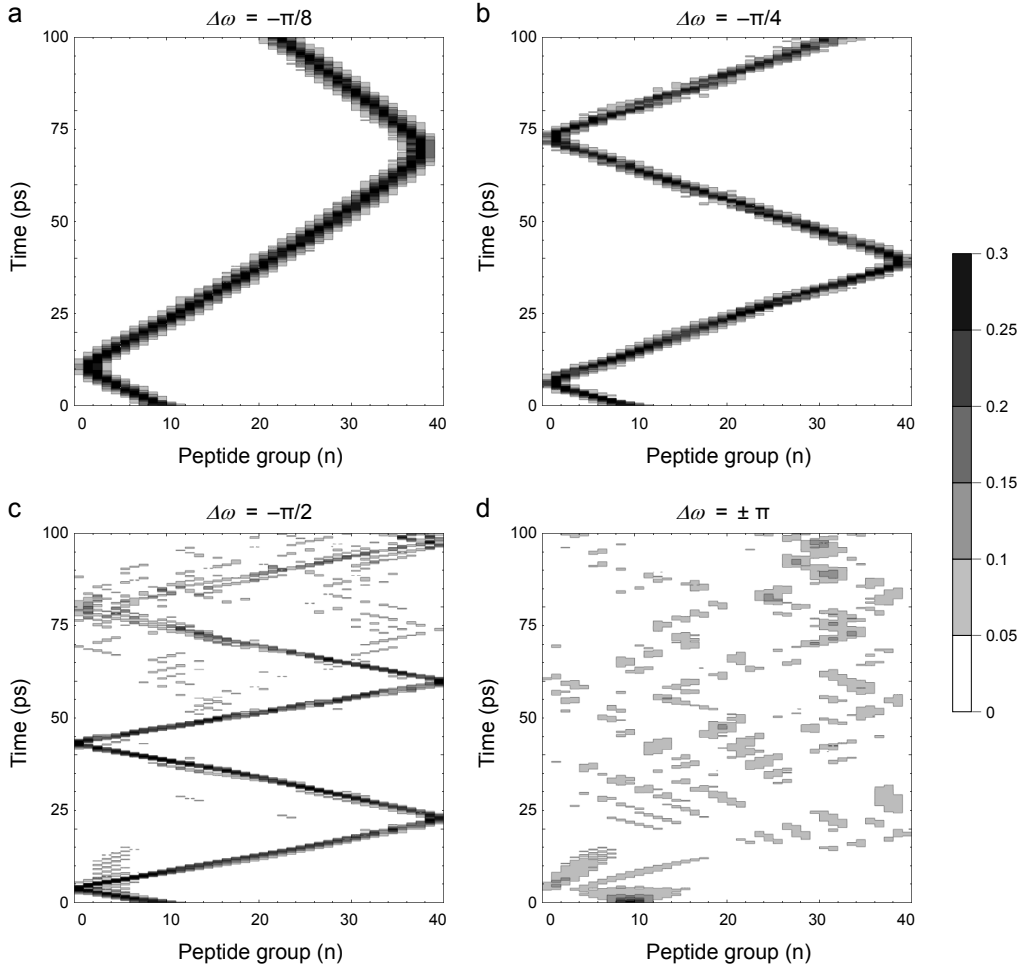 a
Δω = –π/8
100
75
50
25
0
Time (ps)
0 10 20 30 40
Peptide group (n)
b
Δω = –π/4
100
75
50
25
0
Time (ps)
0 10 20 30 40
Peptide group (n)
c
Δω = –π/2
100
75
50
25
0
Time (ps)
0 10 20 30 40
Peptide group (n)
d
Δω = ± π
100
75
50
25
0
Time (ps)
0 10 20 30 40
Peptide group (n)
0.3
0.25
0.2
0.15
0.1
0.05
0